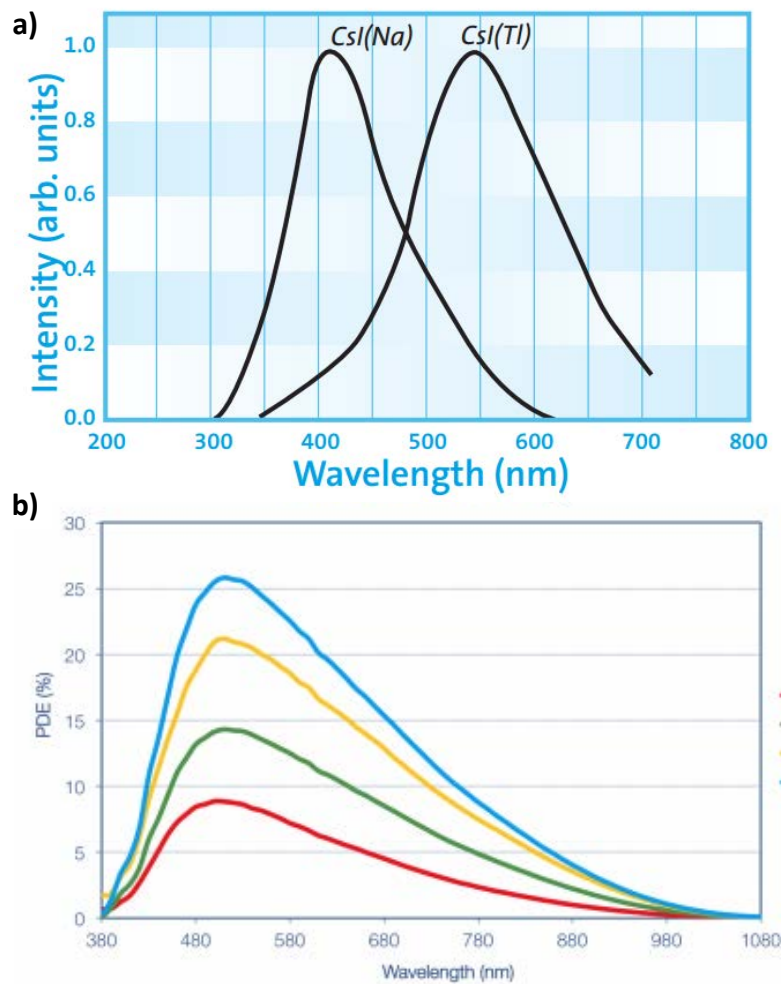 a)
CsI(Na) CsI(Tl)
1.0
0.8
0.6
0.4
0.2
0.0
Intensity (arb. units)
200 300 400 500 600 700 800
Wavelength (nm)
b)
30
25
20
15
10
5
0
PDE (%)
380 480 580 680 780 880 980 1080
Wavelength (nm)